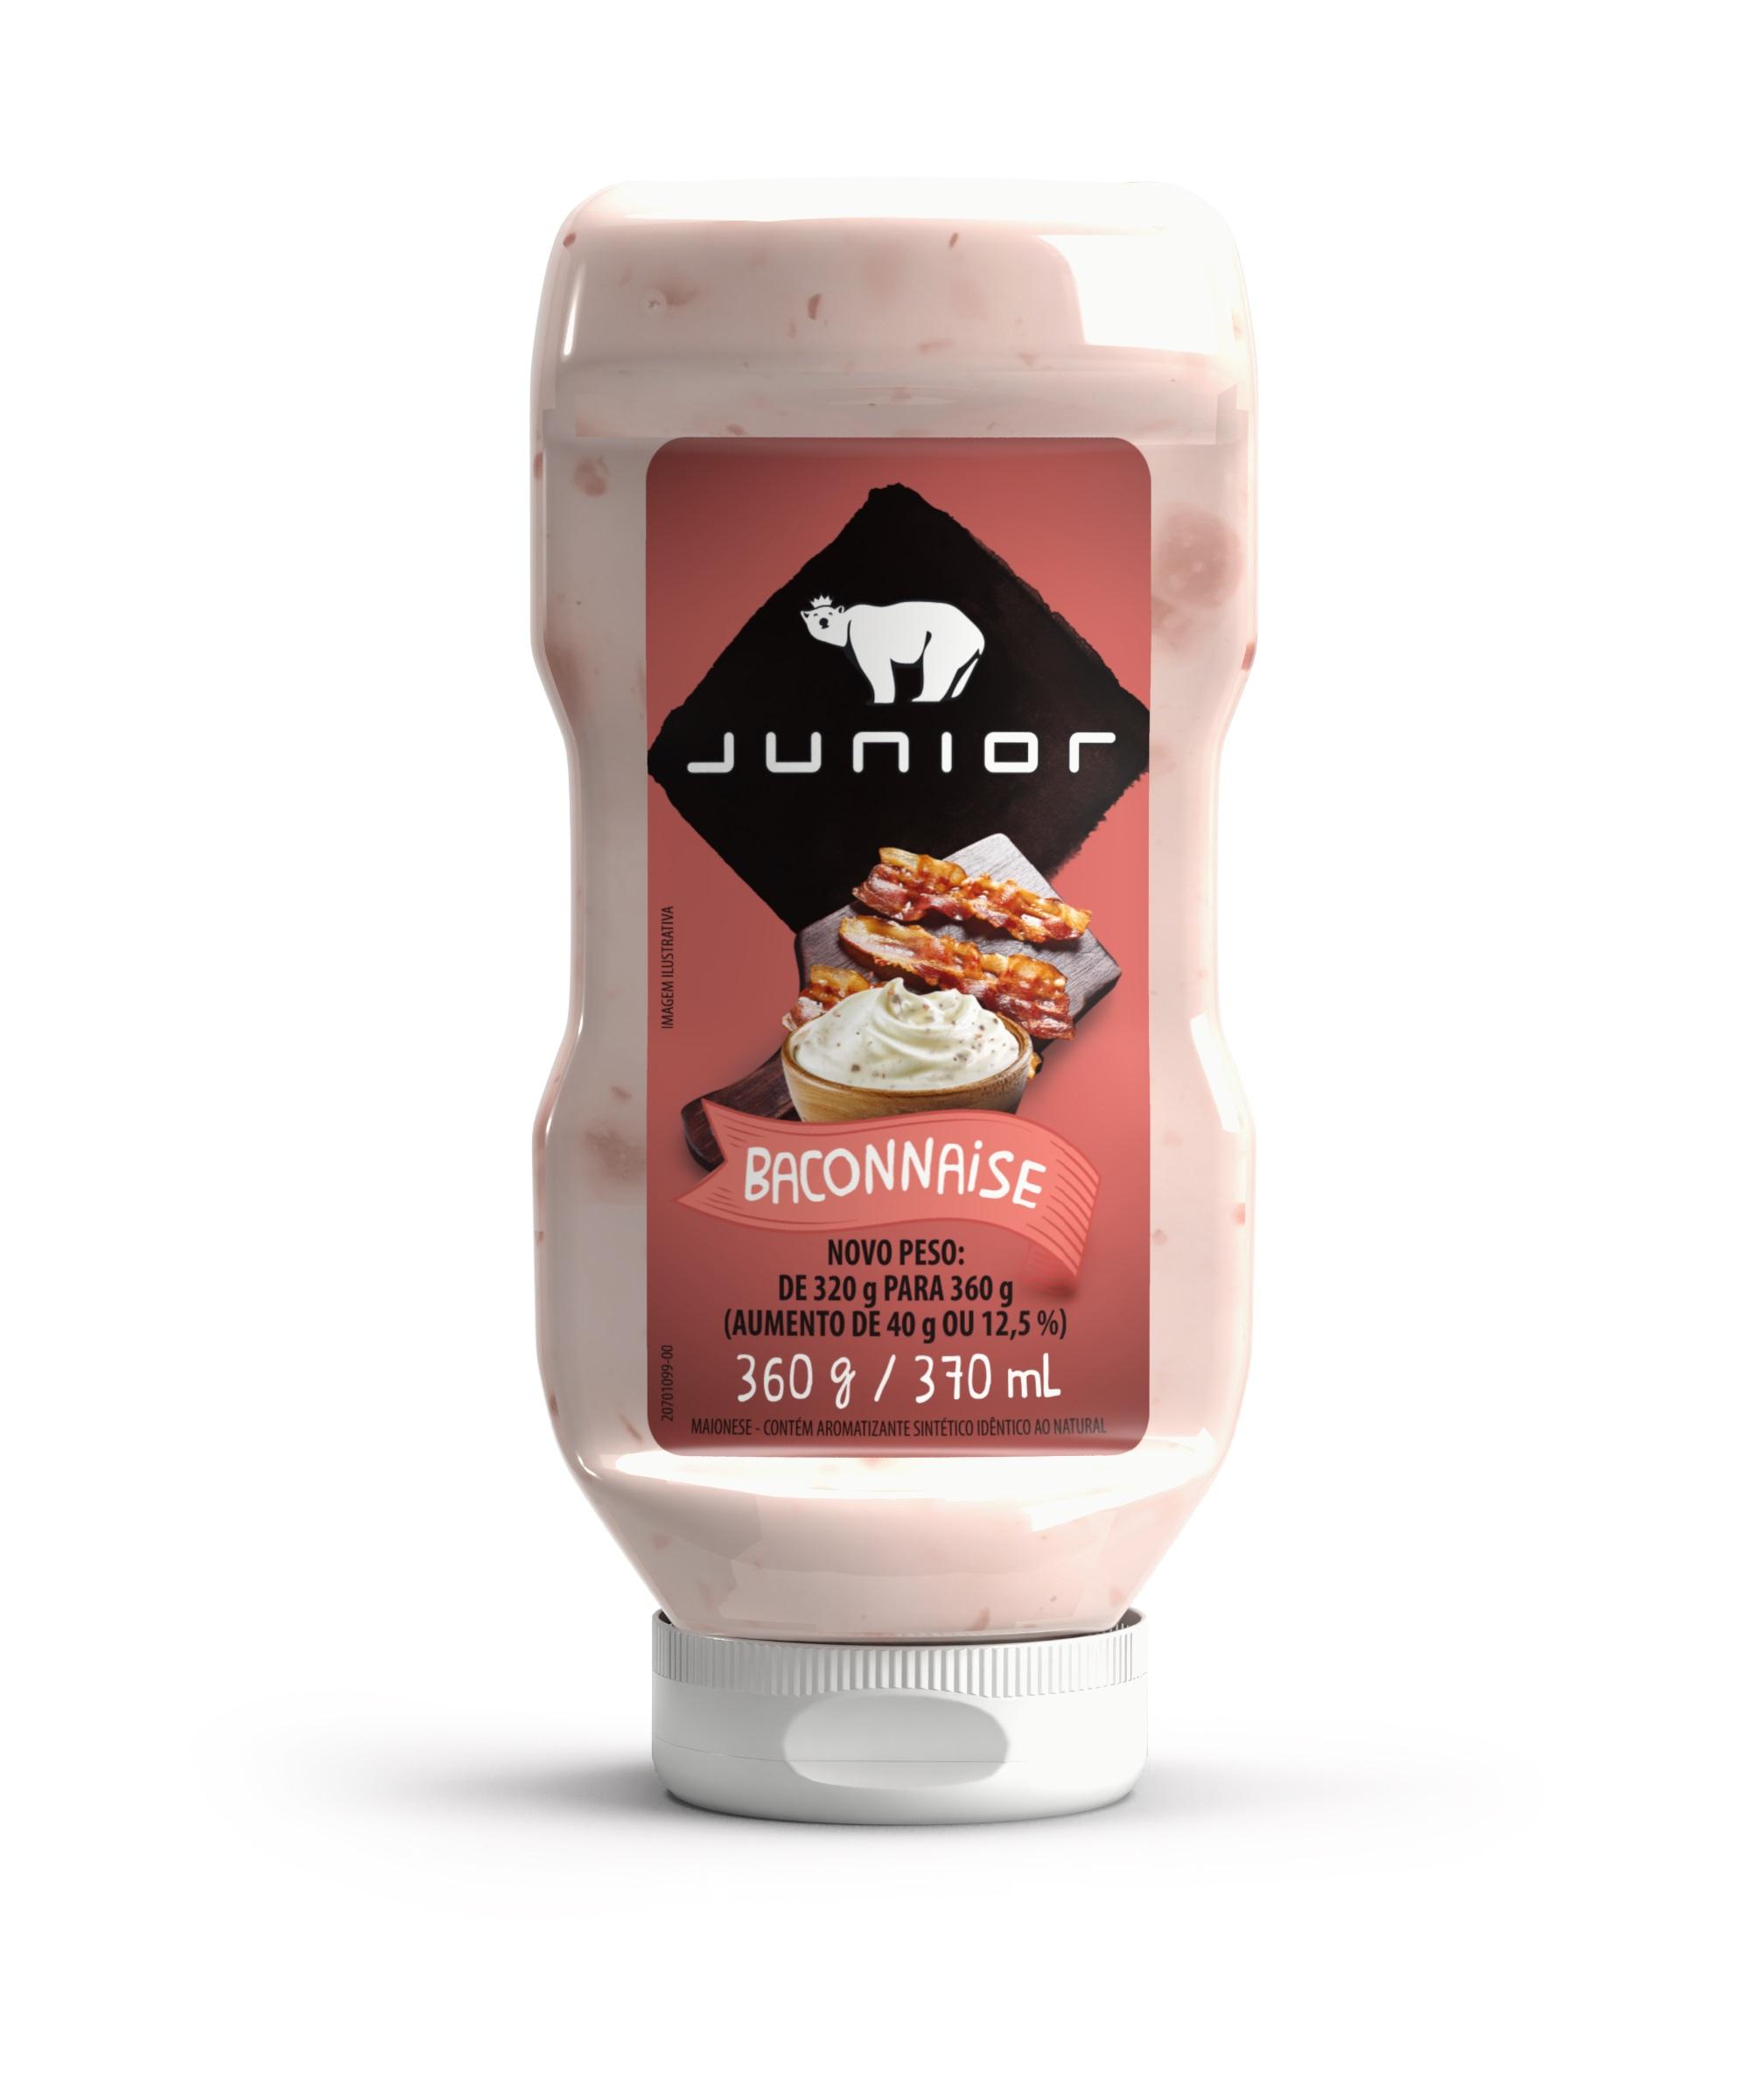 JUNIOR
IMAGEM ILUSTRATIVA
BACONNAiSE
NOVO PESO:
DE 320 g PARA 360 g
(AUMENTO DE 40 g OU 12,5 %)
360 g / 370 mL
20701099-00
MAIONESE - CONTÉM AROMATIZANTE SINTÉTICO IDÊNTICO AO NATURAL